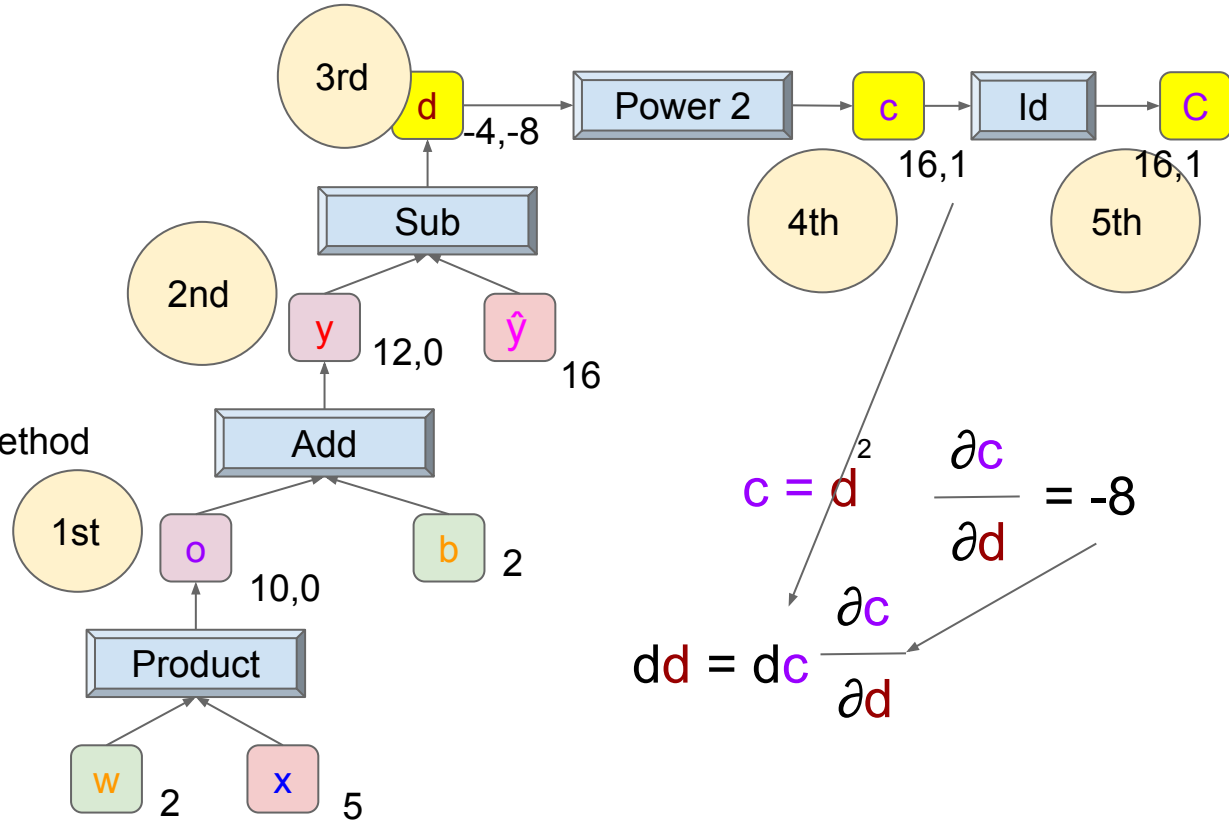 3rd
d
-4,-8
Power 2
c
16,1
Id
C
16,1
4th
5th
Sub
2nd
y
12,0
ŷ
16
ethod
Add
1st
o
10,0
b
2
c = d²
∂c
∂d
= -8
dd = dc
∂c
∂d
Product
w
2
x
5